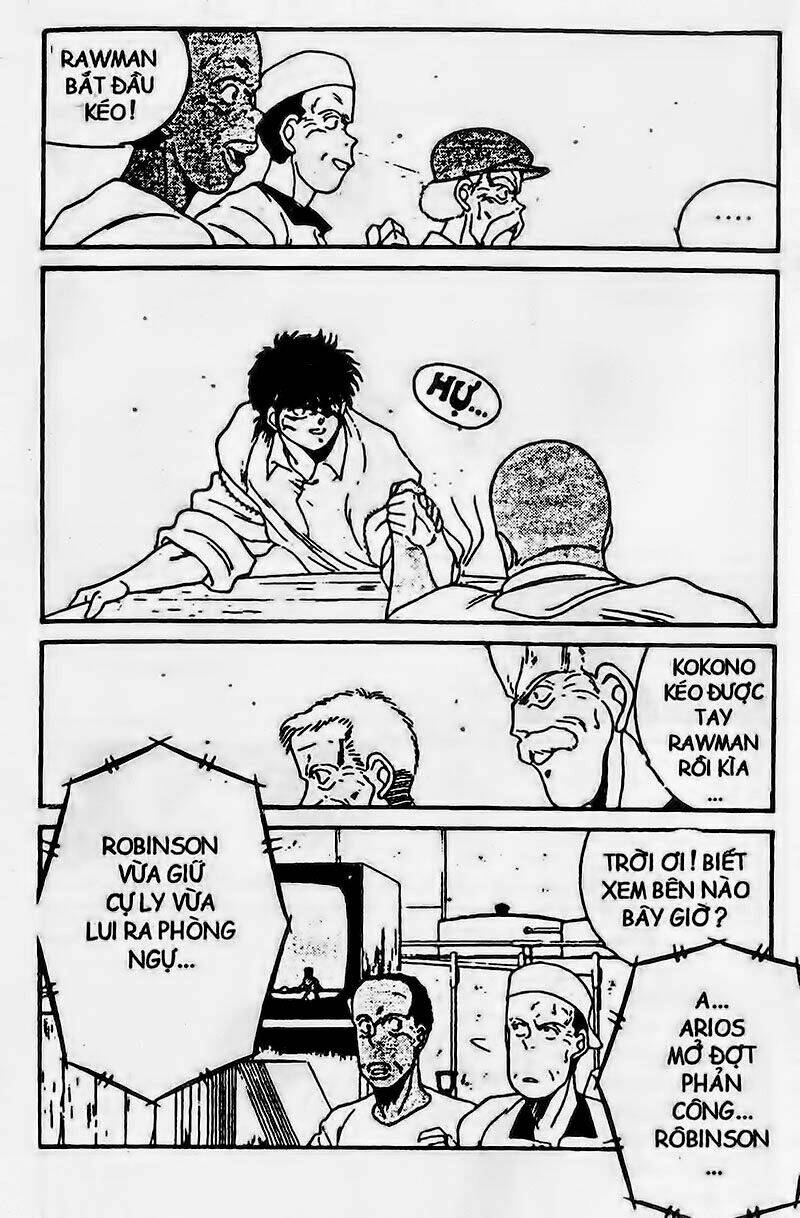 RAWMAN
BẮT ĐẦU
KÉO!
....
HỰ...
KOKONO
KÉO ĐƯỢC
TAY
RAWMAN
RỒI KÌA
...
ROBINSON
VỪA GIỮ
CỰ LY VỪA
LUI RA PHÒNG
NGỰ...
TRỜI ƠI! BIẾT
XEM BÊN NÀO
BÂY GIỜ?
A...
ARIOS
MỞ ĐỢT
PHẢN
CÔNG...
RÔBINSON
...